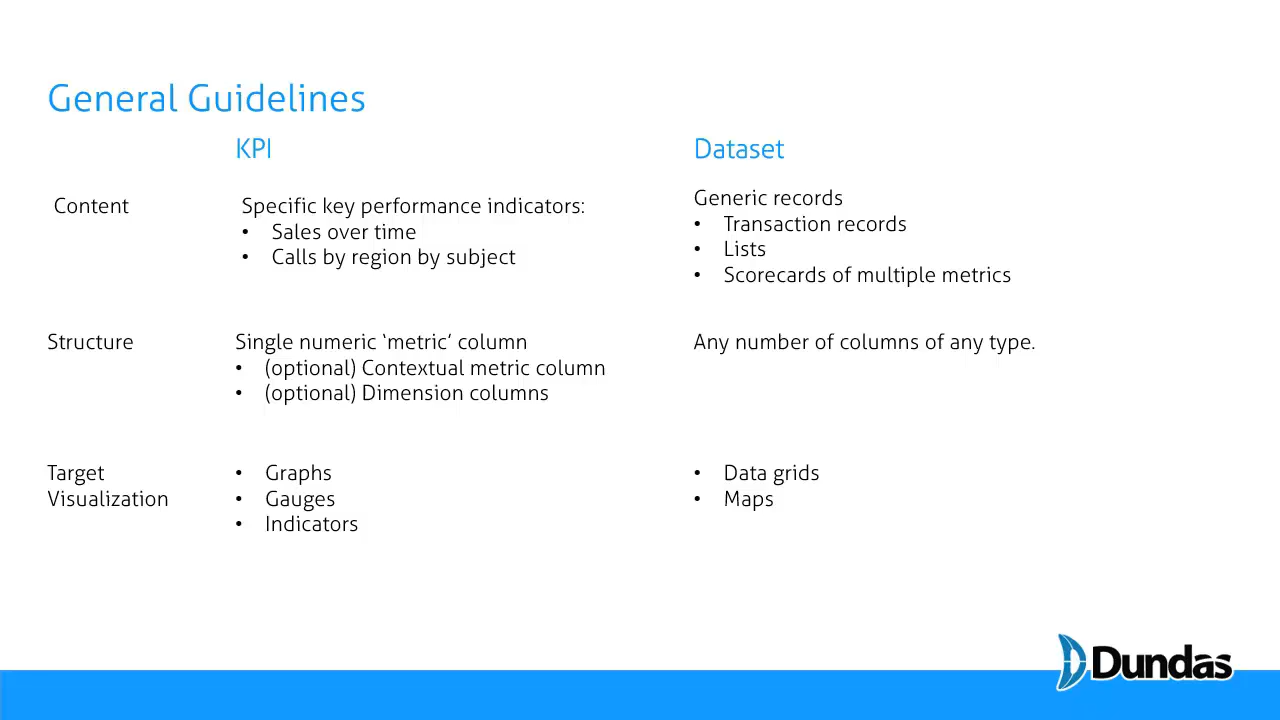 General Guidelines
KPI
Dataset
Content
Specific key performance indicators:
• Sales over time
• Calls by region by subject
Generic records
• Transaction records
• Lists
• Scorecards of multiple metrics
Structure
Single numeric ‘metric’ column
• (optional) Contextual metric column
• (optional) Dimension columns
Any number of columns of any type.
Target
Visualization
• Graphs
• Gauges
• Indicators
• Data grids
• Maps
Dundas